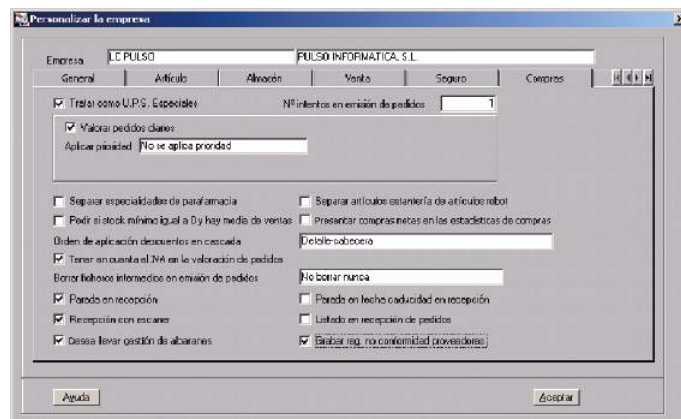 Personalizar la empresa
Empresa LC PULSO PULSO INFORMATICA, S.L.
General Artículo Almacén Venta Seguro Compras
Tratar como U.P.S. Especiales Nº intentos en emisión de pedidos 1
Valorar pedidos diarios
Aplicar prioridad No se aplica prioridad
Separar especialidades de parafarmacia Separar artículos estantería de artículos robot
Pedir si stock mínimo igual a 0 y hay media de ventas Presentar compras netas en las estadísticas de compras
Orden de aplicación descuentos en cascada Detalle-cabecera
Tener en cuenta el IVA en la valoración de pedidos
Borrar ficheros intermedios en emisión de pedidos No borrar nunca
Parada en recepción Parada en fecha caducidad en recepción
Recepción con escaner Listado en recepción de pedidos
Desea llevar gestión de albaranes Grabar reg. no conformidad proveedores
Ayuda Aceptar